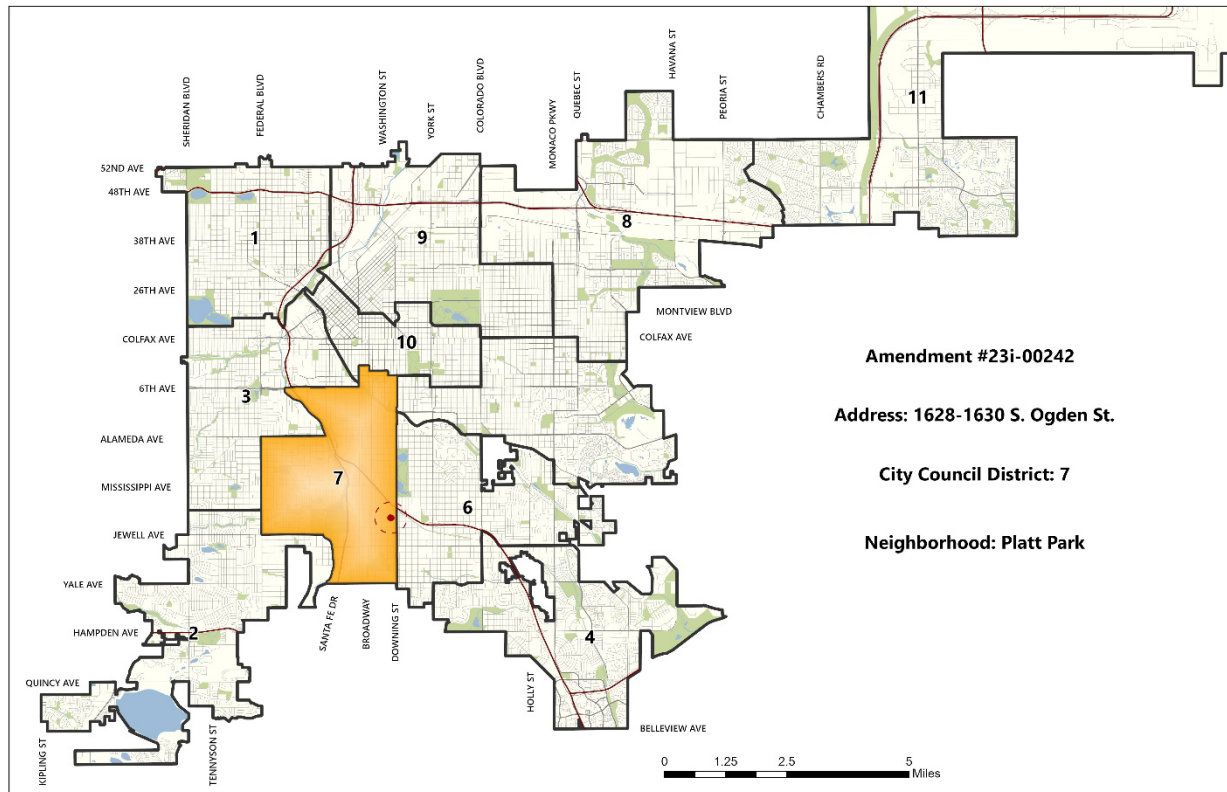 SHERIDAN BLVD
FEDERAL BLVD
WASHINGTON ST
YORK ST
COLORADO BLVD
MONACO PKWY
QUEBEC ST
HAVANA ST
PEORIA ST
CHAMBERS RD
11
52ND AVE
48TH AVE
38TH AVE
26TH AVE
COLFAX AVE
6TH AVE
ALAMEDA AVE
MISSISSIPPI AVE
JEWELL AVE
YALE AVE
HAMPDEN AVE
QUINCY AVE
1
9
8
10
3
7
6
2
4
MONTVIEW BLVD
COLFAX AVE
Amendment #23i-00242
Address: 1628-1630 S. Ogden St.
City Council District: 7
Neighborhood: Platt Park
SANTA FE DR
BROADWAY
DOWNING ST
HOLLY ST
BELLEVIEW AVE
KIPLING ST
TENNYSON ST
0 1.25 2.5 5
Miles